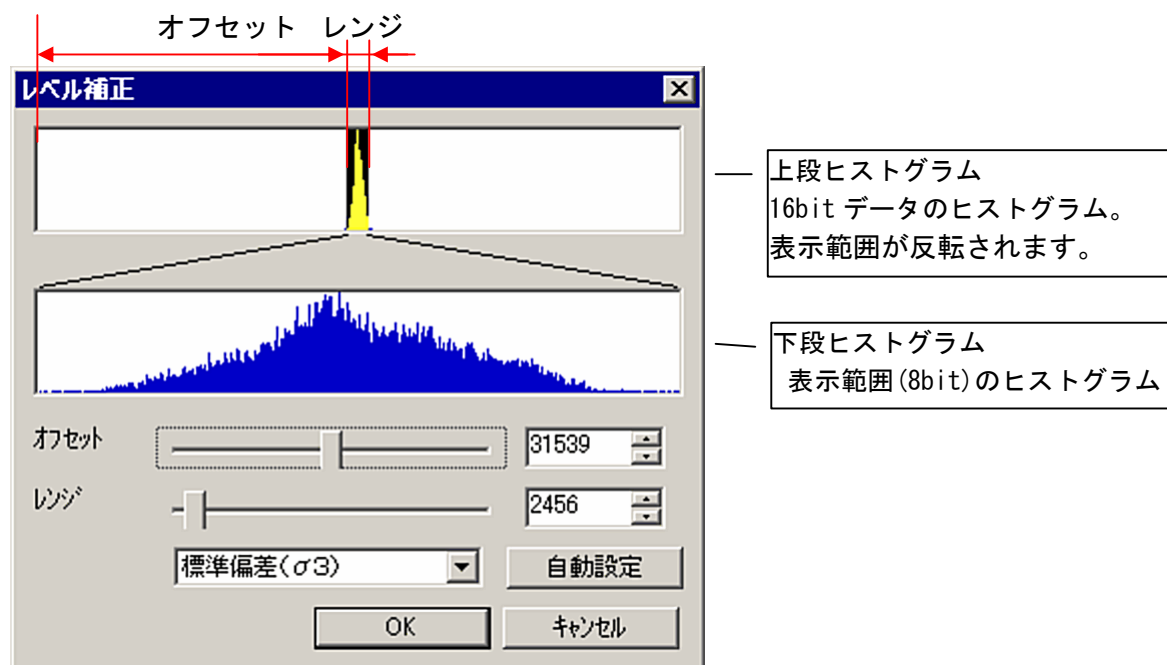 オフセット レンジ
レベル補正
上段ヒストグラム
16bit データのヒストグラム。
表示範囲が反転されます。
下段ヒストグラム
表示範囲(8bit)のヒストグラム
オフセット 31539
レンジ 2456
標準偏差(σ3) 自動設定
OK キャンセル